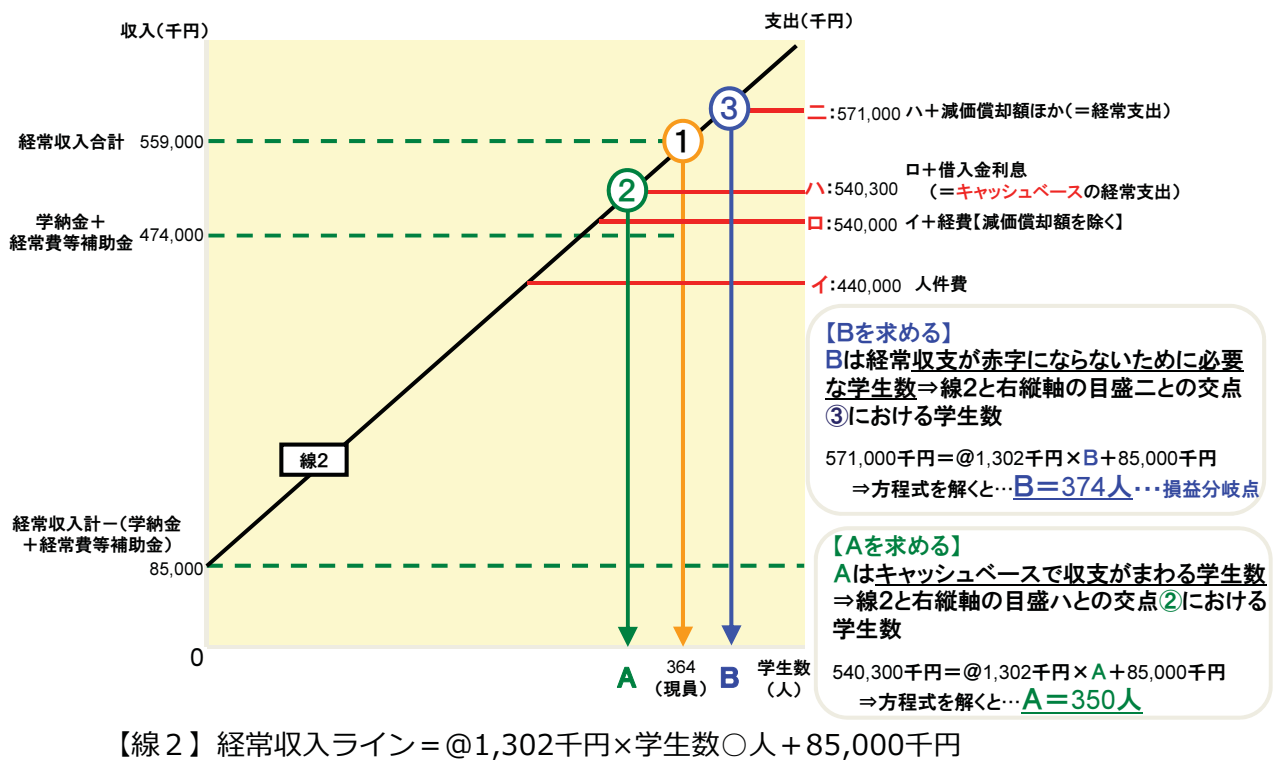 収入(千円)
支出(千円)
経常収入合計 559,000
学納金+
経常費等補助金
474,000
経常収入計-(学納金
+経常費等補助金)
85,000
0
線2
①
②
③
ニ:571,000 ハ+減価償却額ほか(=経常支出)
ハ:540,300
ロ+借入金利息
(=キャッシュベースの経常支出)
ロ:540,000 イ+経費【減価償却額を除く】
イ:440,000 人件費
A
364
(現員)
B
学生数
(人)
【Bを求める】
Bは経常収支が赤字にならないために必要
な学生数⇒線2と右縦軸の目盛ニとの交点
③における学生数
571,000千円=@1,302千円×B+85,000千円
⇒方程式を解くと…B=374人…損益分岐点
【Aを求める】
Aはキャッシュベースで収支がまわる学生数
⇒線2と右縦軸の目盛ハとの交点②における
学生数
540,300千円=@1,302千円×A+85,000千円
⇒方程式を解くと…A=350人
【線2】経常収入ライン=@1,302千円×学生数○人+85,000千円